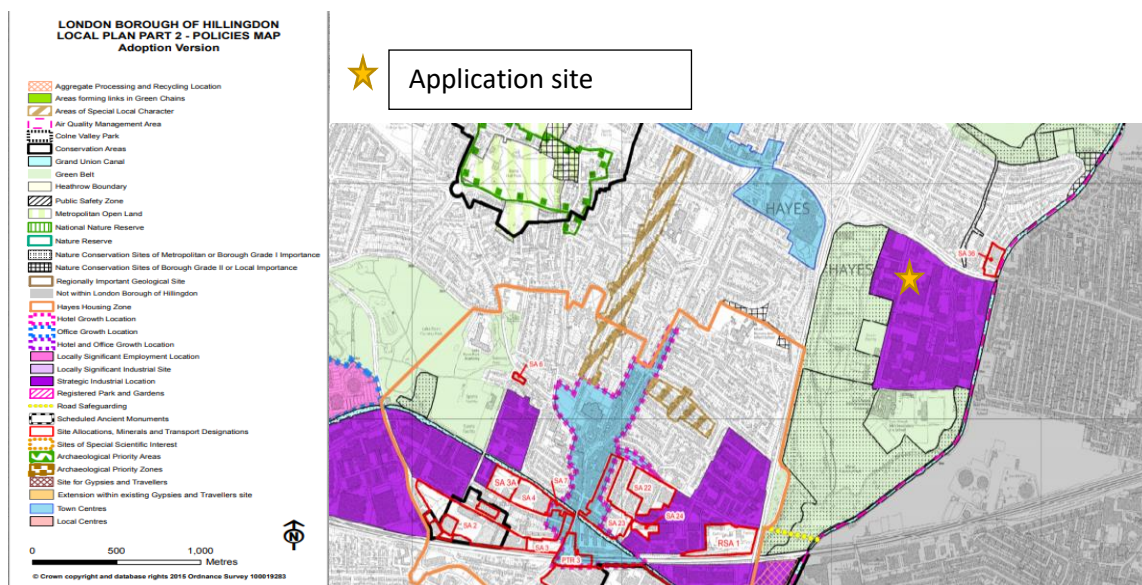 LONDON BOROUGH OF HILLINGDON
LOCAL PLAN PART 2 - POLICIES MAP
Adoption Version
Aggregate Processing and Recycling Location
Areas forming links in Green Chains
Areas of Special Local Character
Air Quality Management Area
Colne Valley Park
Conservation Areas
Grand Union Canal
Green Belt
Heathrow Boundary
Public Safety Zone
Metropolitan Open Land
National Nature Reserve
Nature Reserve
Nature Conservation Sites of Metropolitan or Borough Grade I Importance
Nature Conservation Sites of Borough Grade II or Local Importance
Regionally Important Geological Site
Not within London Borough of Hillingdon
Hayes Housing Zone
Hotel Growth Location
Office Growth Location
Hotel and Office Growth Location
Locally Significant Employment Location
Locally Significant Industrial Site
Strategic Industrial Location
Registered Park and Gardens
Road Safeguarding
Scheduled Ancient Monuments
Site Allocations, Minerals and Transport Designations
Sites of Special Scientific Interest
Archaeological Priority Areas
Archaeological Priority Zones
Site for Gypsies and Travellers
Extension within existing Gypsies and Travellers site
Town Centres
Local Centres
N
0 500 1,000
Metres
© Crown copyright and database rights 2015 Ordnance Survey 100019283
Application site
HAYES
HAYES
SA 36
SA 6
SA 3A
SA 4
SA 7
SA 22
SA 2
SA 23
SA 24
SA 3
PTR 3
RSA 1